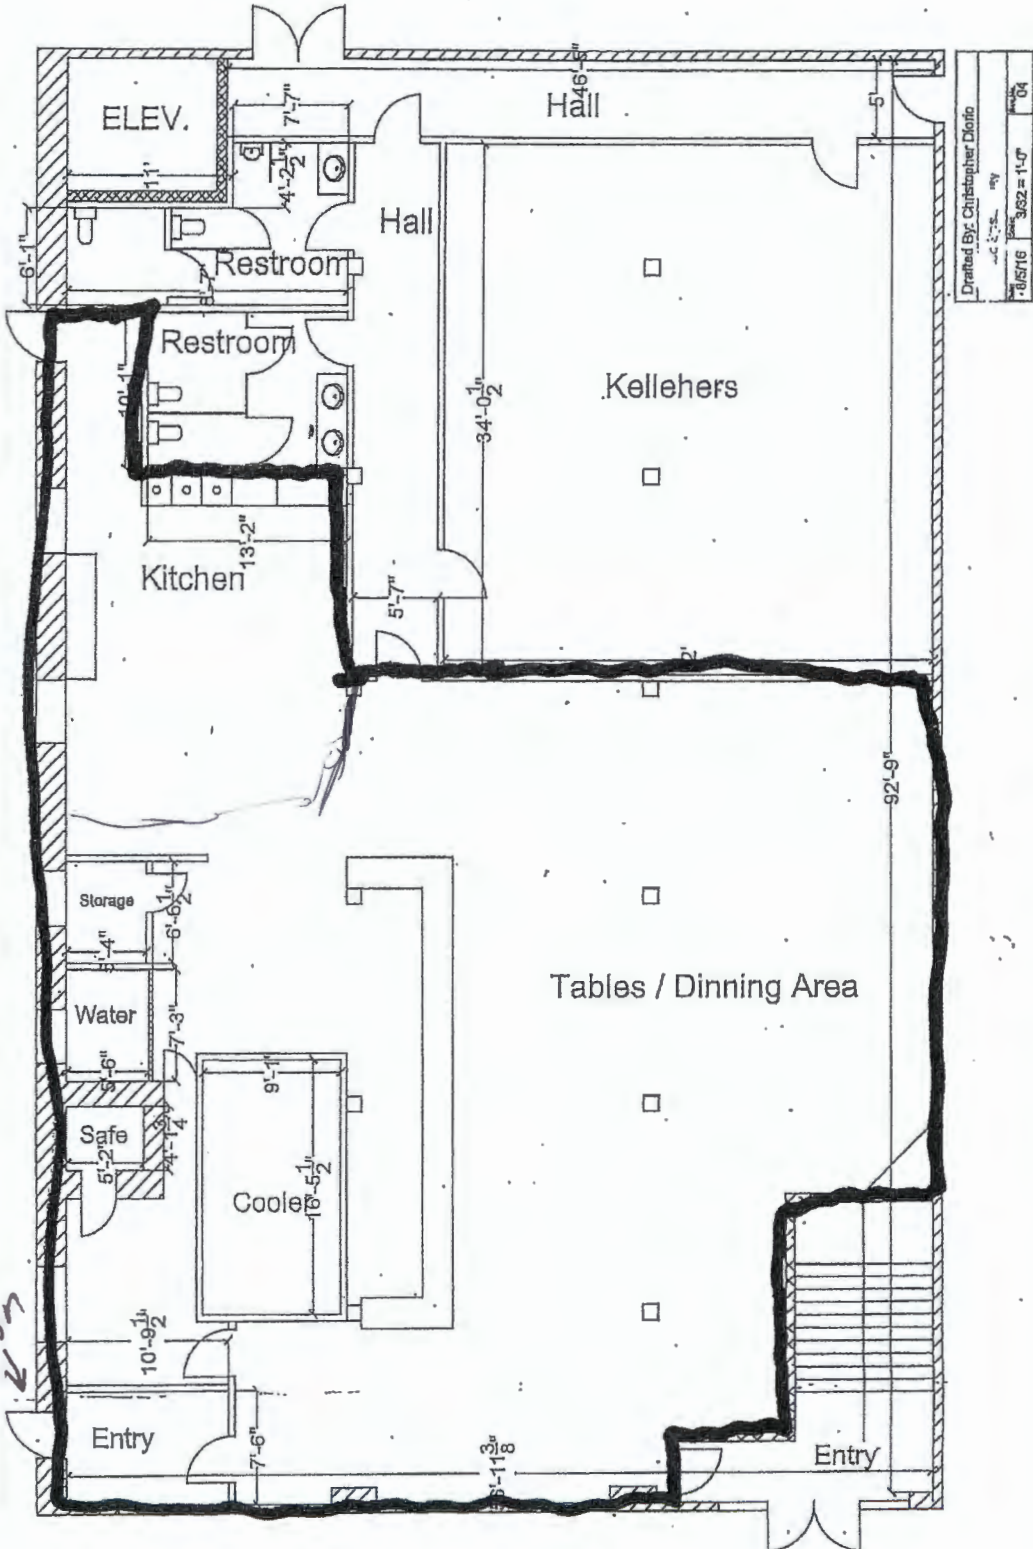 ELEV.
7'-7"
46'-5"
Hall
5'
11'
4'-2 1/2"
Hall
6'-1"
Restroom
Restroom
10'-1"
34'-0 1/2"
Kellehers
13'-2"
Kitchen
5'-7"
2'
92'-9"
Storage
5'-4"
6'-6 1/2"
Tables / Dinning Area
Water
5'-6"
7'-3"
9'-1"
Safe
5'-2"
Cooler
16'-5 1/2"
10'-9 1/2"
Entry
7'-6"
Entry
Drafted By: Christopher Diorio
8/5/16
3/32 = 1'-0"
04